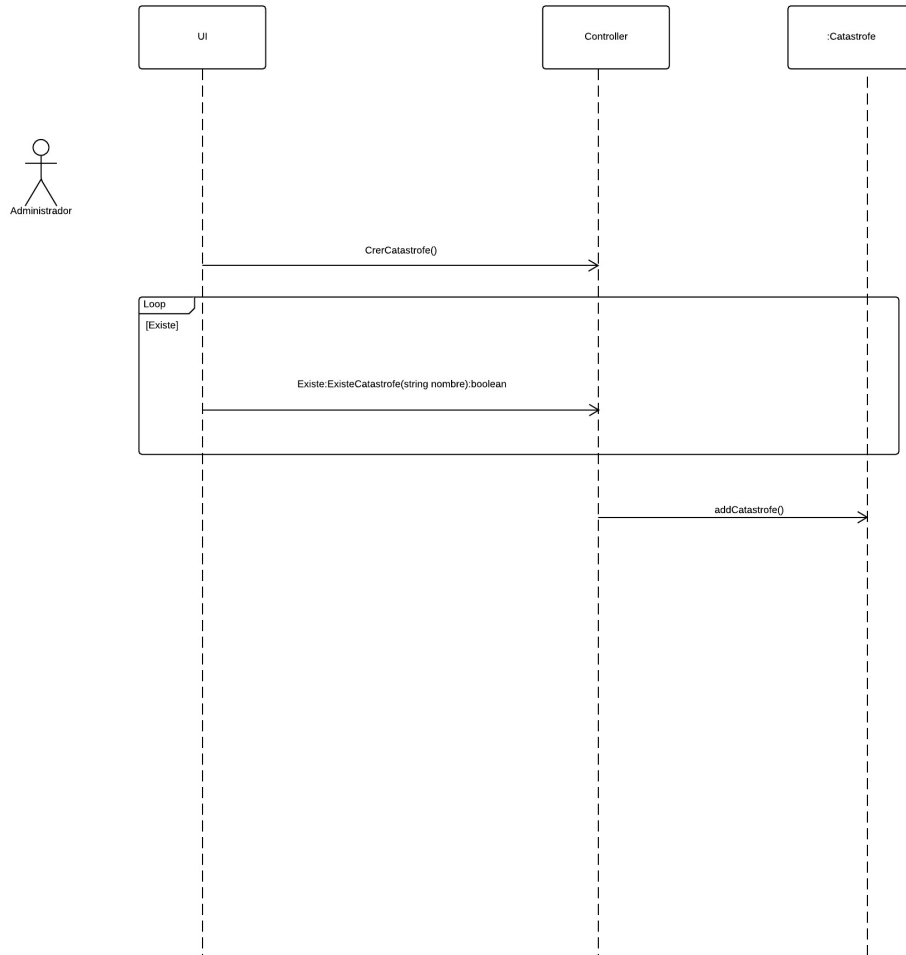 UI
Controller
:Catastrofe
Administrador
CrerCatastrofe()
Loop
[Existe]
Existe:ExisteCatastrofe(string nombre):boolean
addCatastrofe()